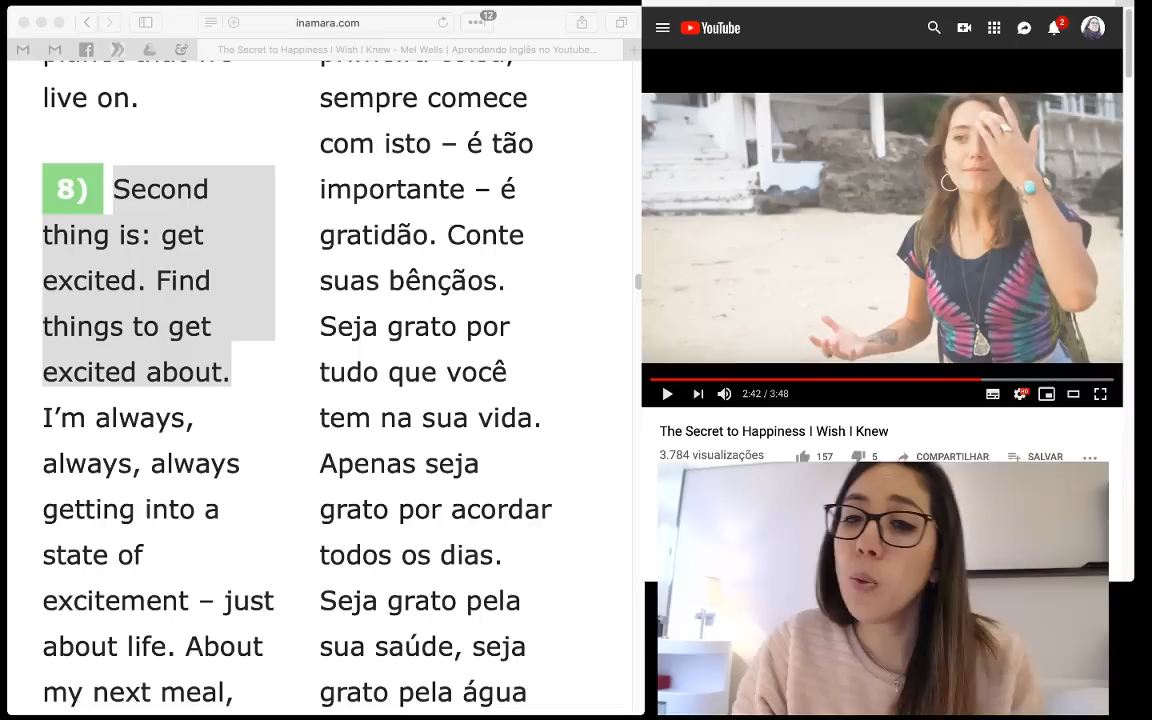 inamara.com
12
The Secret to Happiness I Wish I Knew - Mel Wells | Aprendendo Inglês no Youtube...
live on.
8) Second
thing is: get
excited. Find
things to get
excited about.
I’m always,
always, always
getting into a
state of
excitement – just
about life. About
my next meal,
sempre comece
com isto – é tão
importante – é
gratidão. Conte
suas bênçãos.
Seja grato por
tudo que você
tem na sua vida.
Apenas seja
grato por acordar
todos os dias.
Seja grato pela
sua saúde, seja
grato pela água
YouTube
2
2:42 / 3:48
HD
The Secret to Happiness I Wish I Knew
3.784 visualizações
157
5
COMPARTILHAR
SALVAR